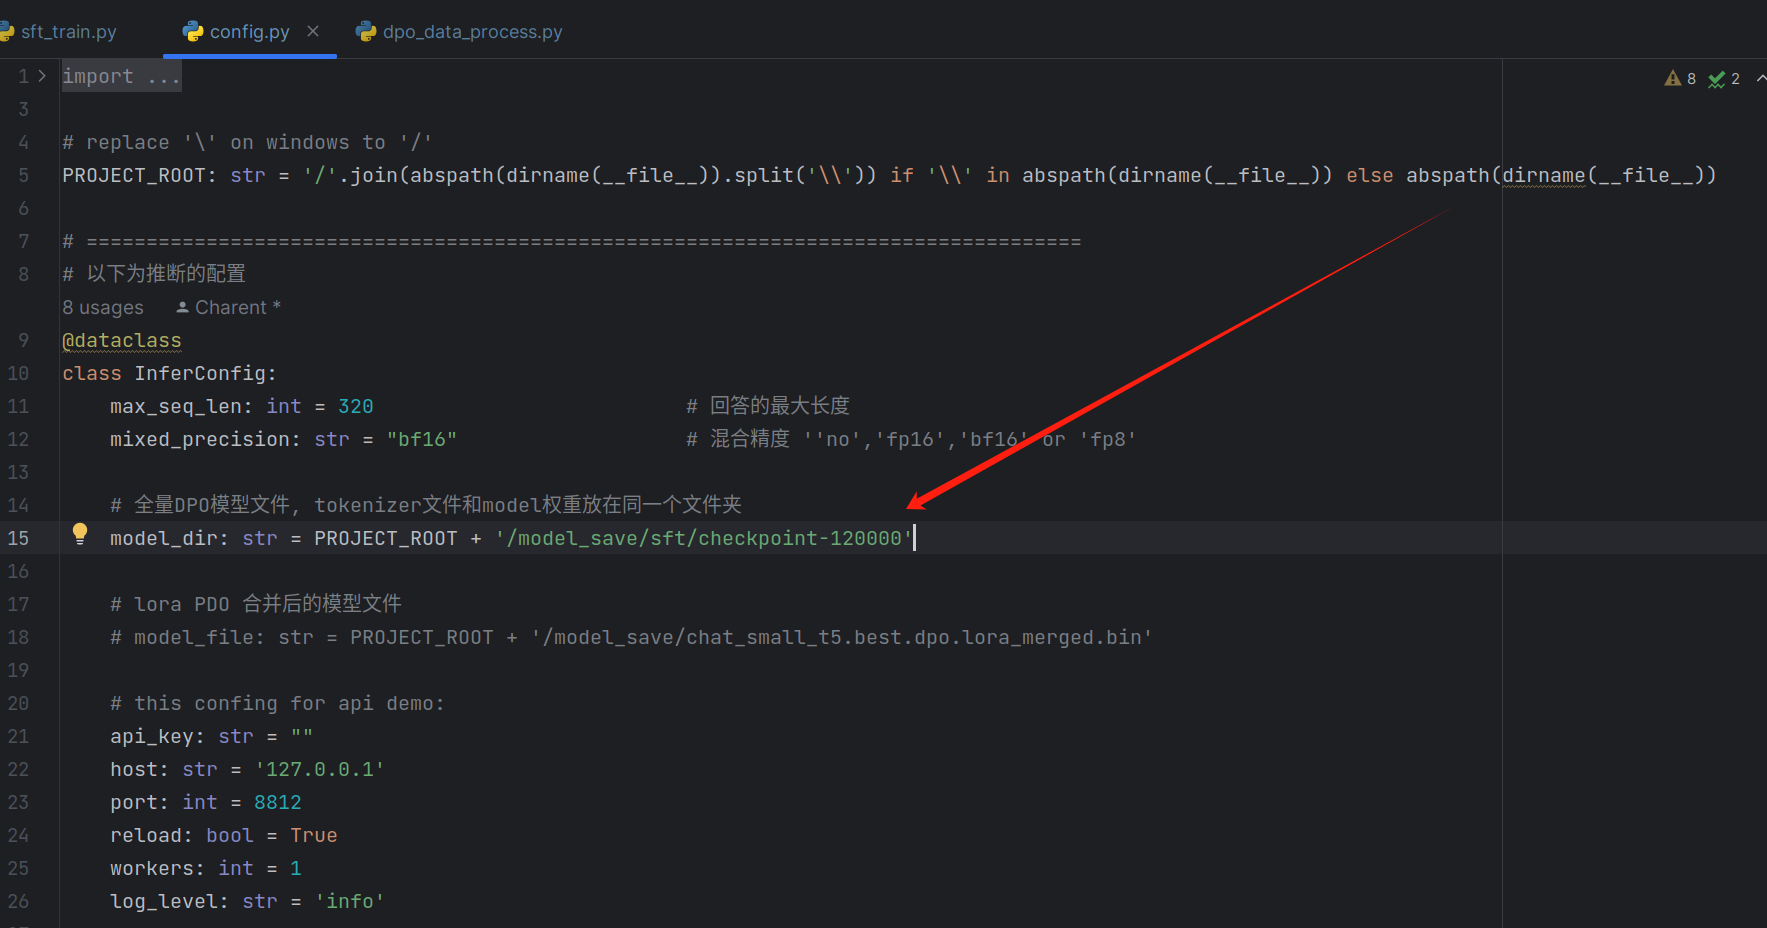 sft_train.py config.py dpo_data_process.py
1 import ...
8 2
3
4 # replace '\' on windows to '/'
5 PROJECT_ROOT: str = '/'.join(abspath(dirname(__file__)).split('\\')) if '\\' in abspath(dirname(__file__)) else abspath(dirname(__file__))
6
7 # ===================================================================================
8 # 以下为推断的配置
8 usages Charent *
9 @dataclass
10 class InferConfig:
11 max_seq_len: int = 320 # 回答的最大长度
12 mixed_precision: str = "bf16" # 混合精度 ''no','fp16','bf16' or 'fp8'
13
14 # 全量DPO模型文件, tokenizer文件和model权重放在同一个文件夹
15 model_dir: str = PROJECT_ROOT + '/model_save/sft/checkpoint-120000'
16
17 # lora PDO 合并后的模型文件
18 # model_file: str = PROJECT_ROOT + '/model_save/chat_small_t5.best.dpo.lora_merged.bin'
19
20 # this confing for api demo:
21 api_key: str = ""
22 host: str = '127.0.0.1'
23 port: int = 8812
24 reload: bool = True
25 workers: int = 1
26 log_level: str = 'info'